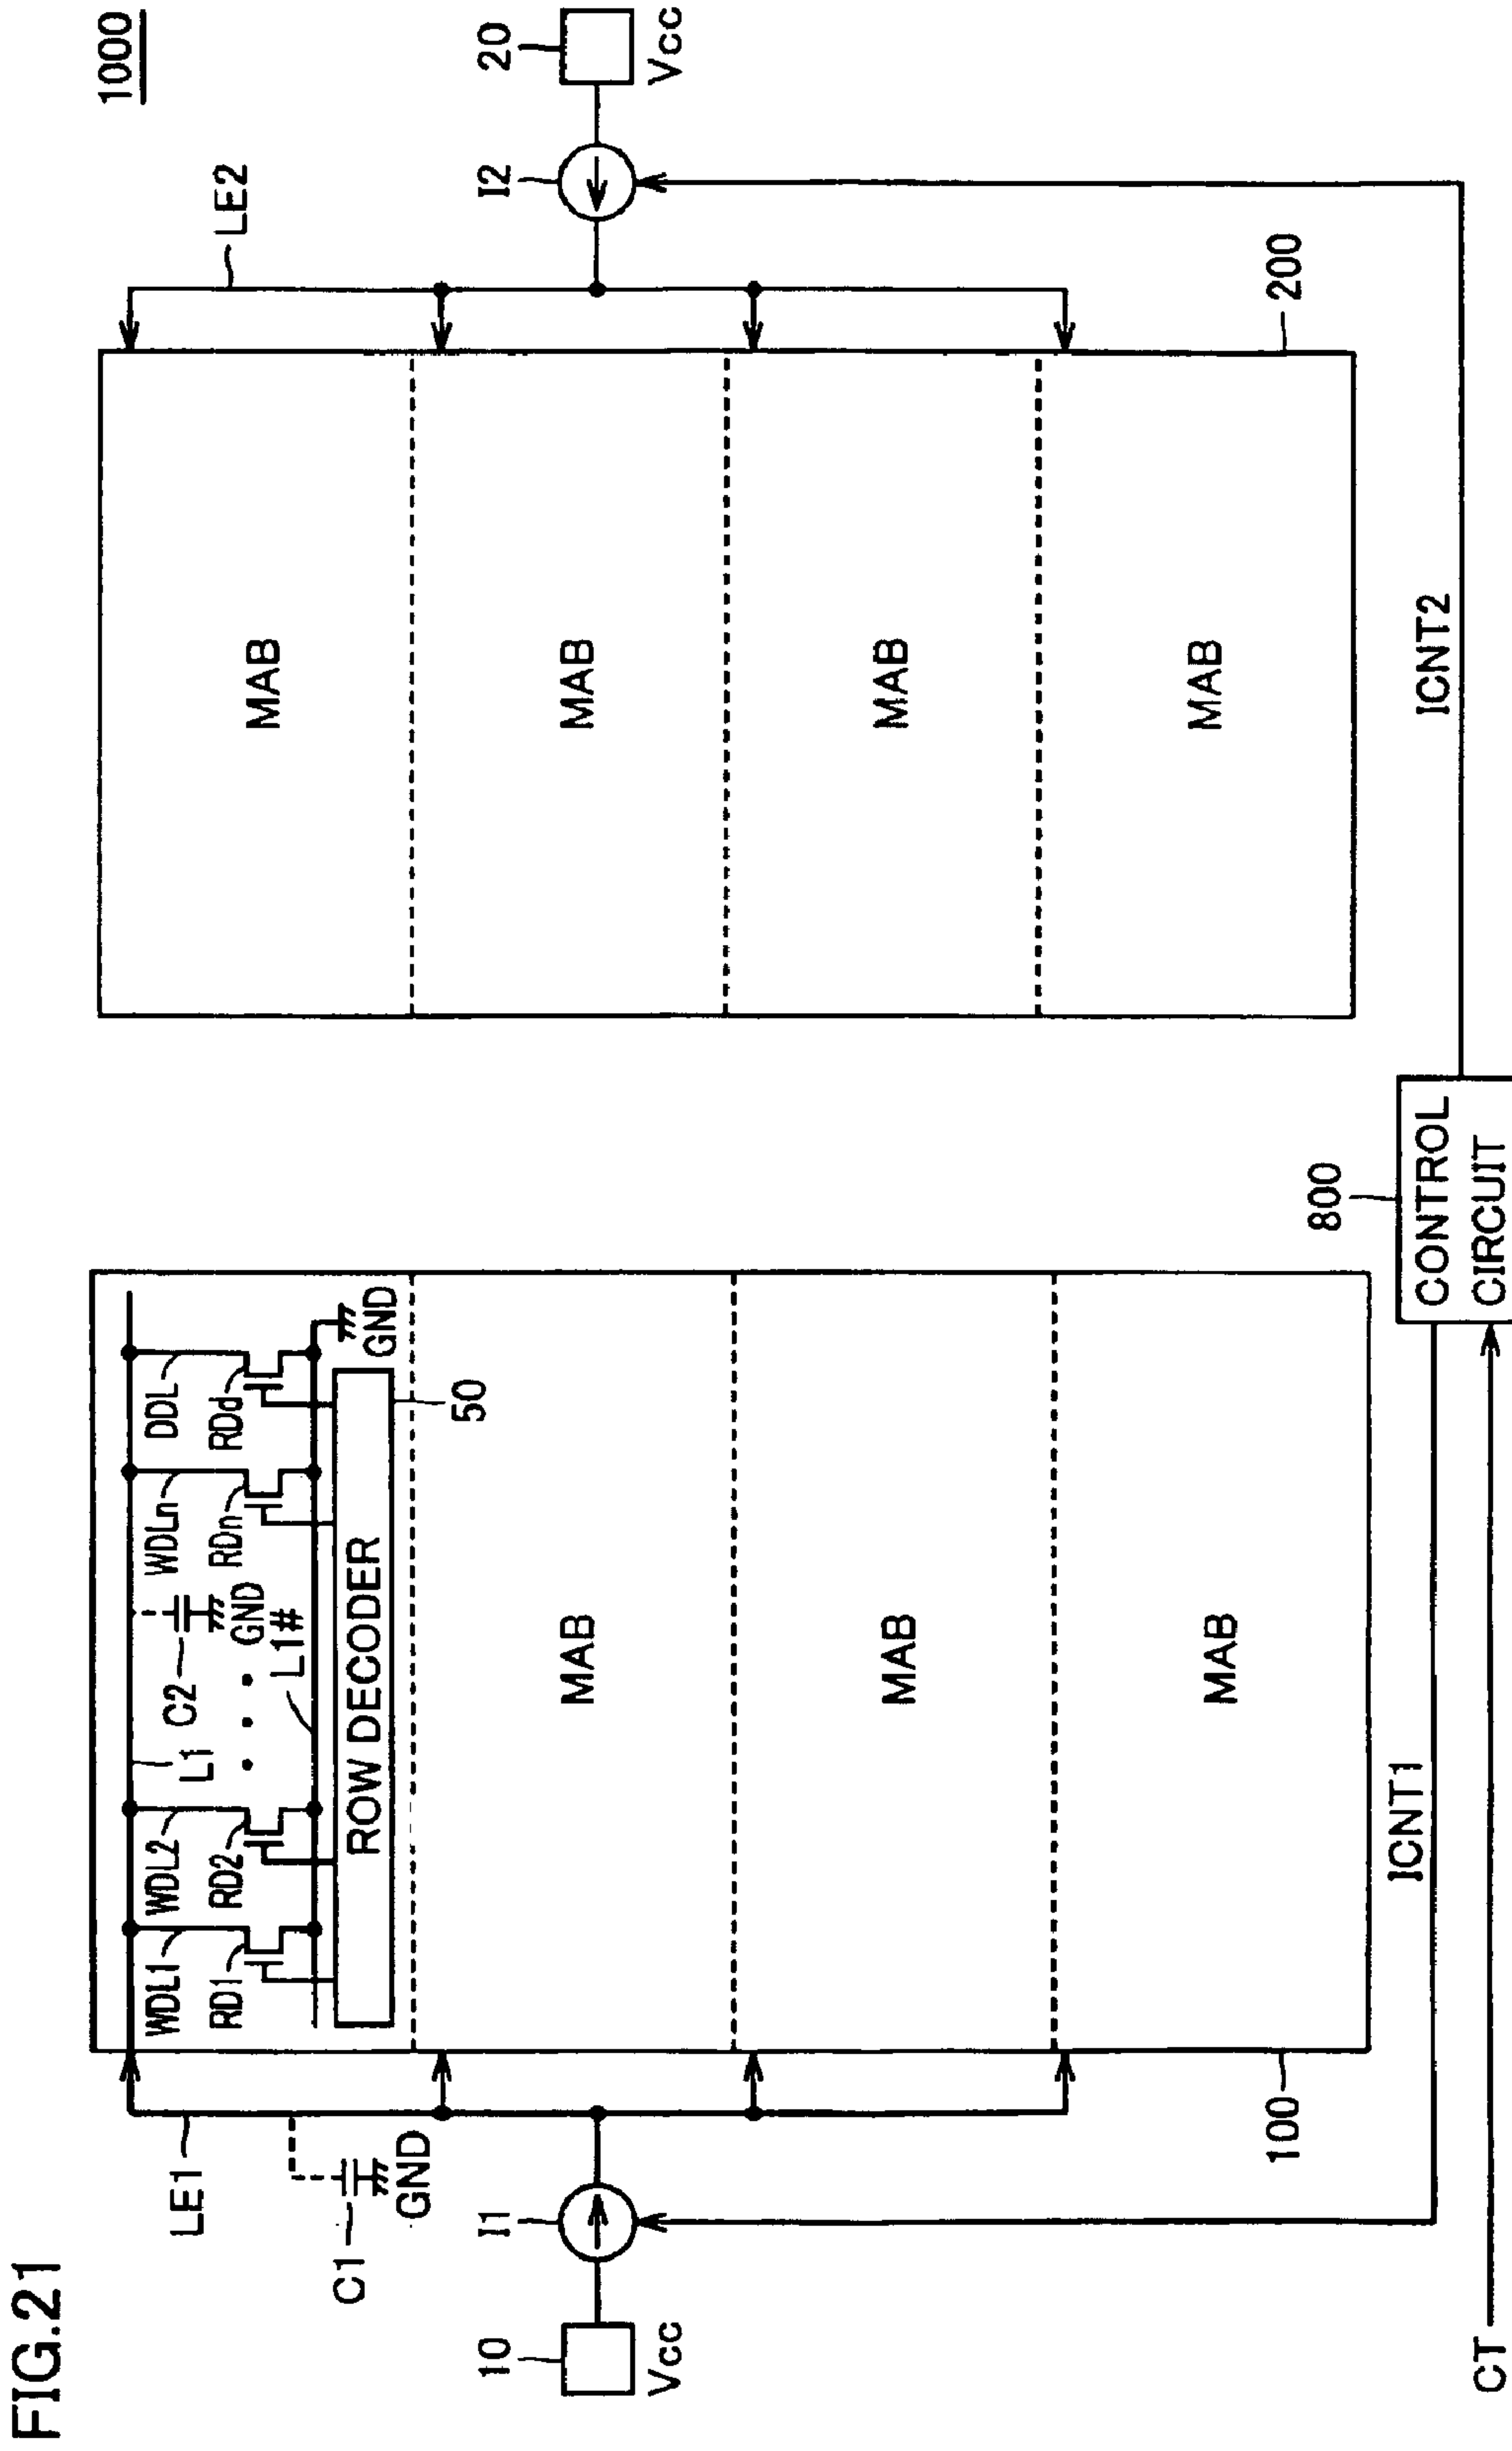 FIG.21
1000
LE1
C1
GND
10
Vcc
I1
WDL1
RD1
WDL2
RD2
L1
C2
GND
L1#
WDLn
RDn
DDL
RDd
GND
ROW DECODER
50
MAB
MAB
MAB
100
MAB
MAB
MAB
MAB
200
LE2
I2
20
Vcc
ICNT1
ICNT2
800
CONTROL
CIRCUIT
CT